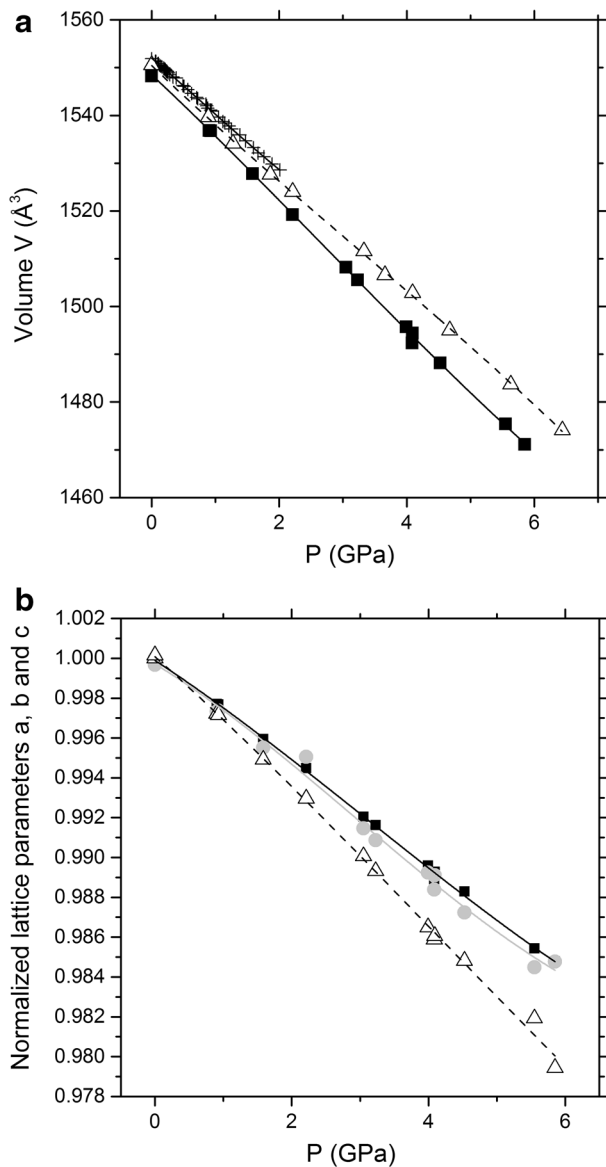 a
1560
1540
1520
1500
1480
1460
Volume V (Å³)
0 2 4 6
P (GPa)
b
1.002
1.000
0.998
0.996
0.994
0.992
0.990
0.988
0.986
0.984
0.982
0.980
0.978
Normalized lattice parameters a, b and c
0 2 4 6
P (GPa)